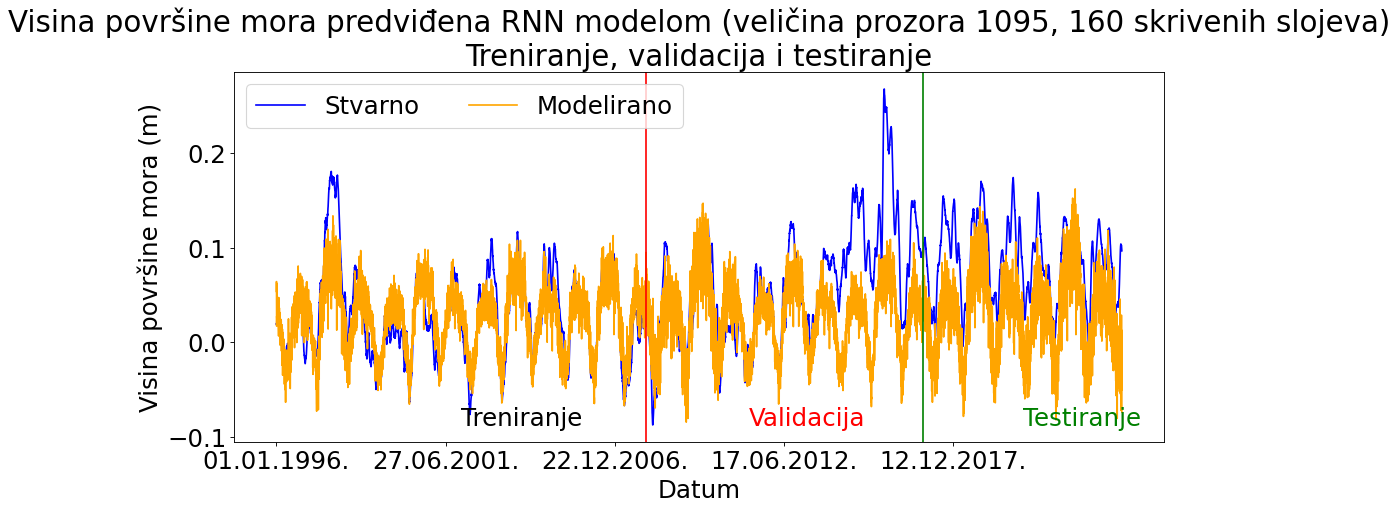 Visina površine mora predviđena RNN modelom (veličina prozora 1095, 160 skrivenih slojeva)
Treniranje, validacija i testiranje
Stvarno
Modelirano
Visina površine mora (m)
0.2
0.1
0.0
−0.1
Treniranje
Validacija
Testiranje
01.01.1996.
27.06.2001.
22.12.2006.
17.06.2012.
12.12.2017.
Datum